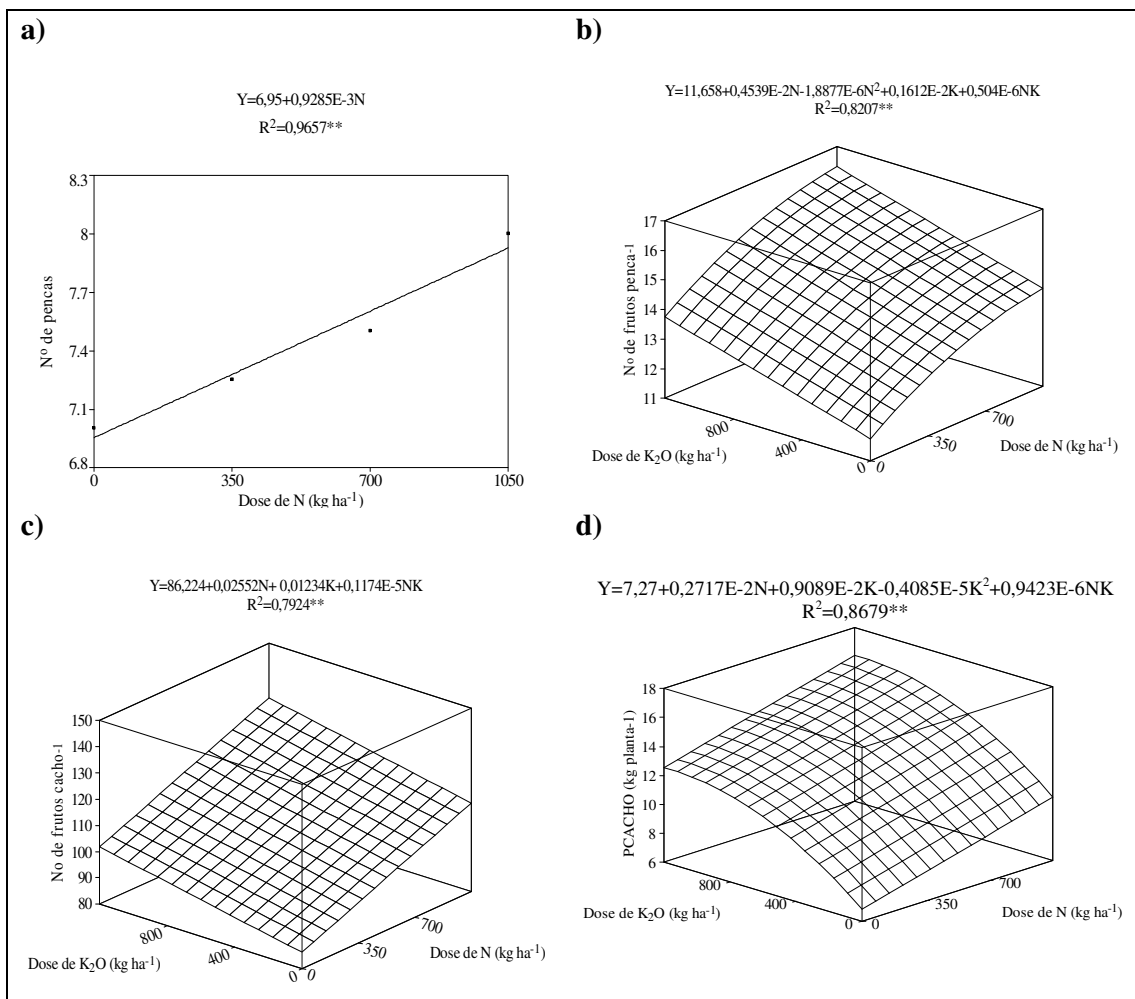 a)
Y=6,95+0,9285E-3N
R²=0,9657**
8.3
8
7.7
7.4
7.1
6.8
Nº de pencas
0 350 700 1050
Dose de N (kg ha⁻¹)
b)
Y=11,658+0,4539E-2N-1,8877E-6N²+0,1612E-2K+0,504E-6NK
R²=0,8207**
17
16
15
14
13
12
11
No de frutos penca-1
800
400
0
Dose de K₂O (kg ha⁻¹)
0
350
700
Dose de N (kg ha⁻¹)
c)
Y=86,224+0,02552N+ 0,01234K+0,1174E-5NK
R²=0,7924**
150
140
130
120
110
100
90
80
No de frutos cacho-1
800
400
0
Dose de K₂O (kg ha⁻¹)
0
350
700
Dose de N (kg ha⁻¹)
d)
Y=7,27+0,2717E-2N+0,9089E-2K-0,4085E-5K²+0,9423E-6NK
R²=0,8679**
18
16
14
12
10
8
6
PCACHO (kg planta-1)
800
400
0
Dose de K₂O (kg ha⁻¹)
0
350
700
Dose de N (kg ha⁻¹)